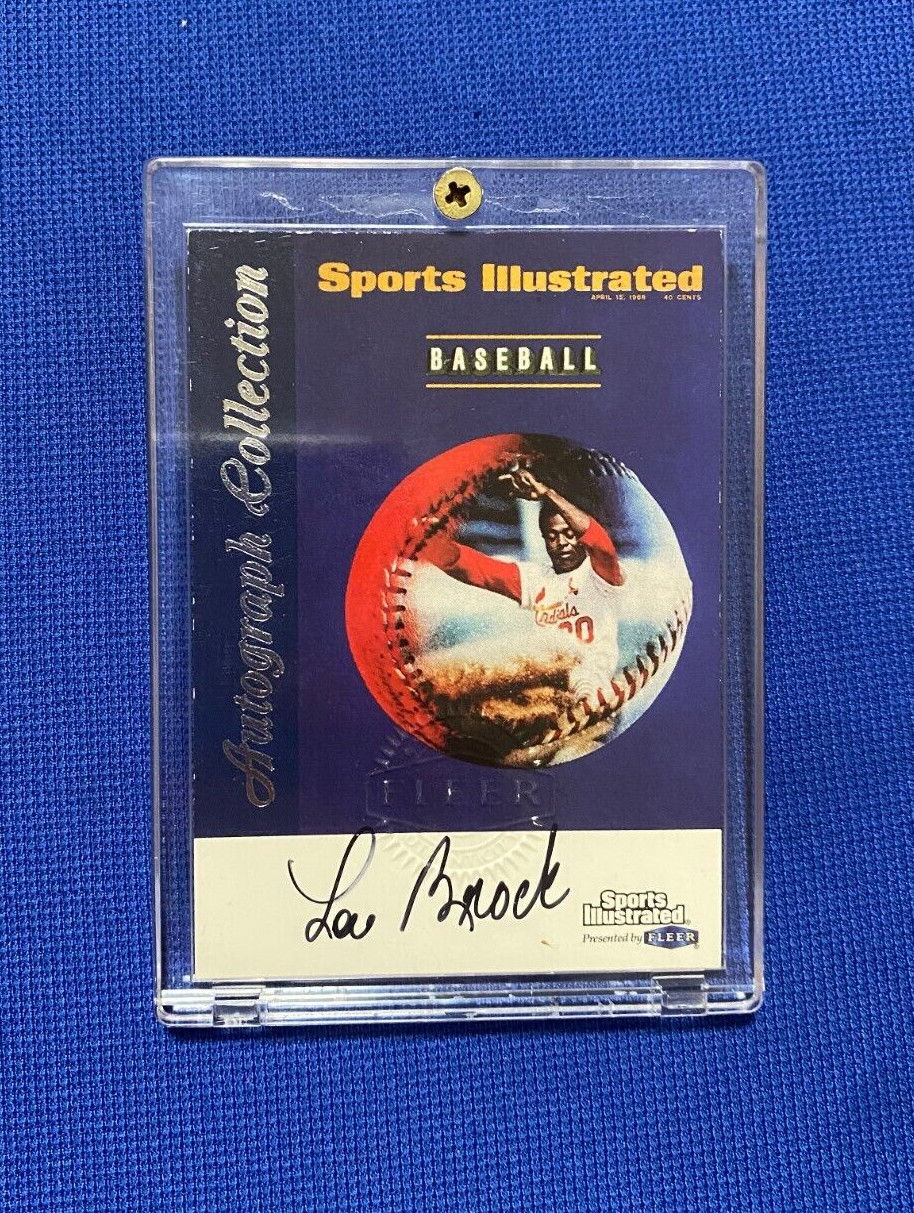 Sports Illustrated
APRIL 15, 1968 40 CENTS
BASEBALL
Autograph Collection
Cardinals
20
FLEER
Lou Brock
Sports
Illustrated
Presented by FLEER